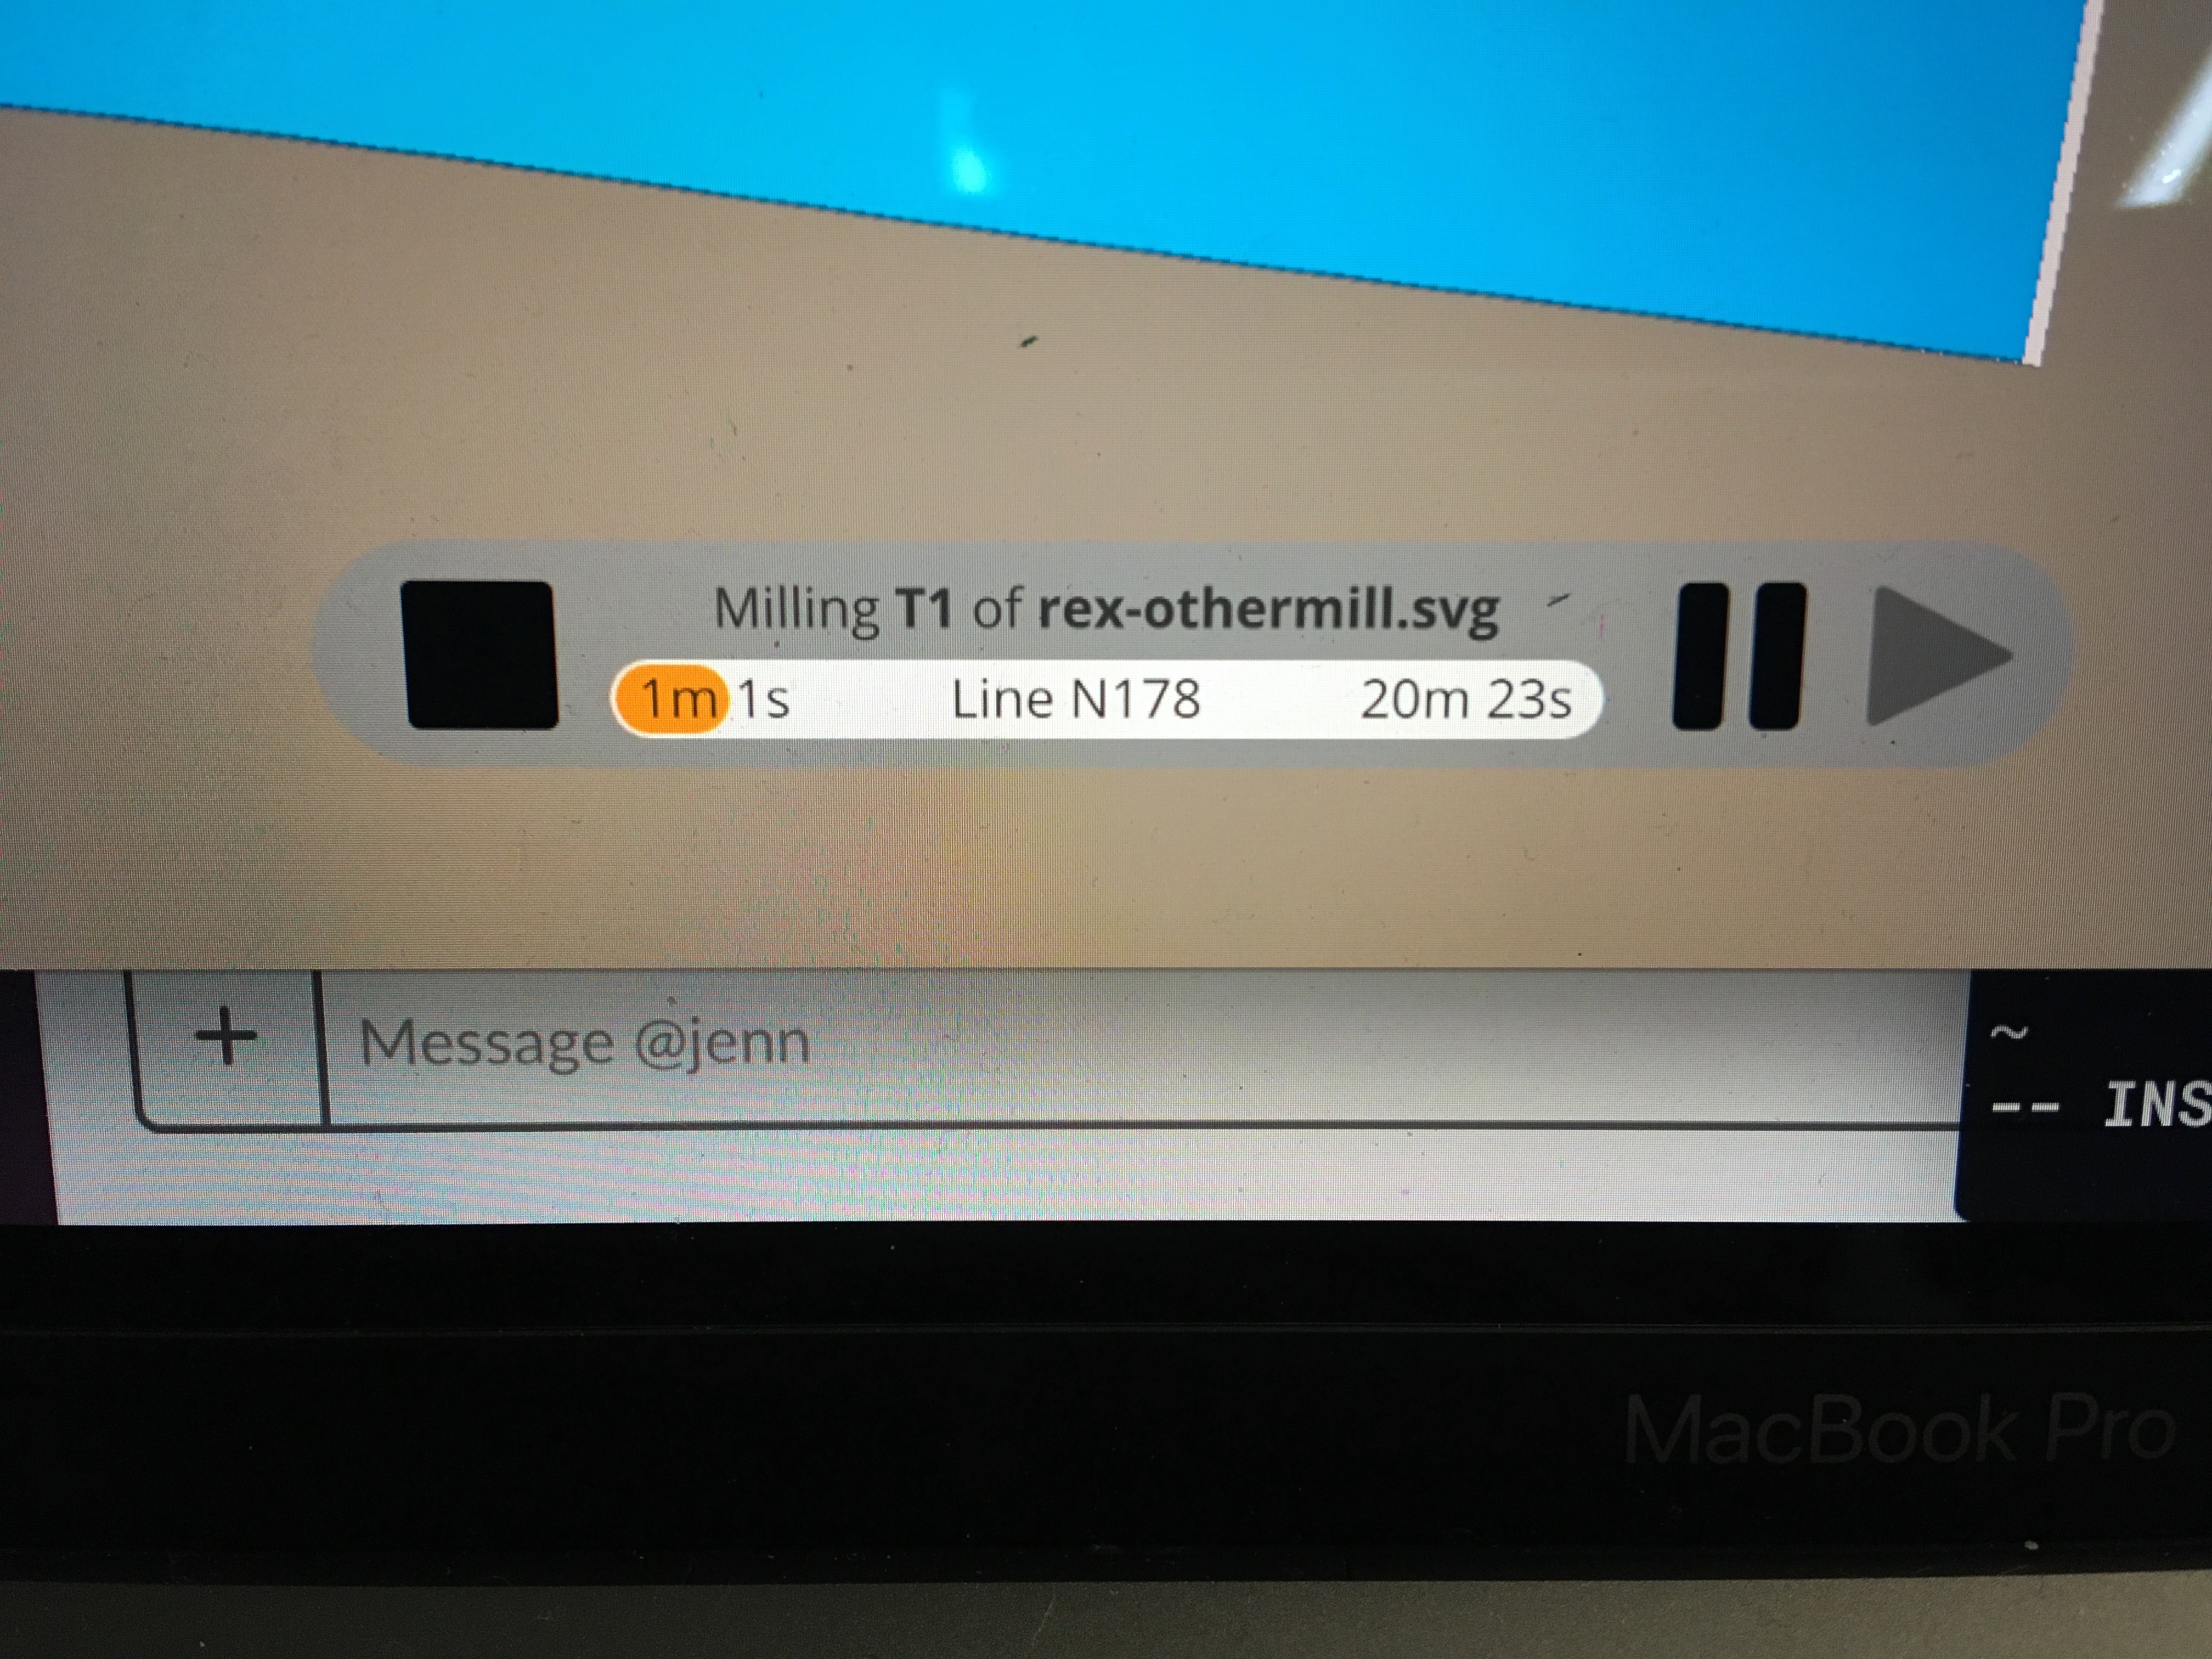 Milling T1 of rex-othermill.svg
1m 1s Line N178 20m 23s
+ Message @jenn
~
-- INS
MacBook Pro